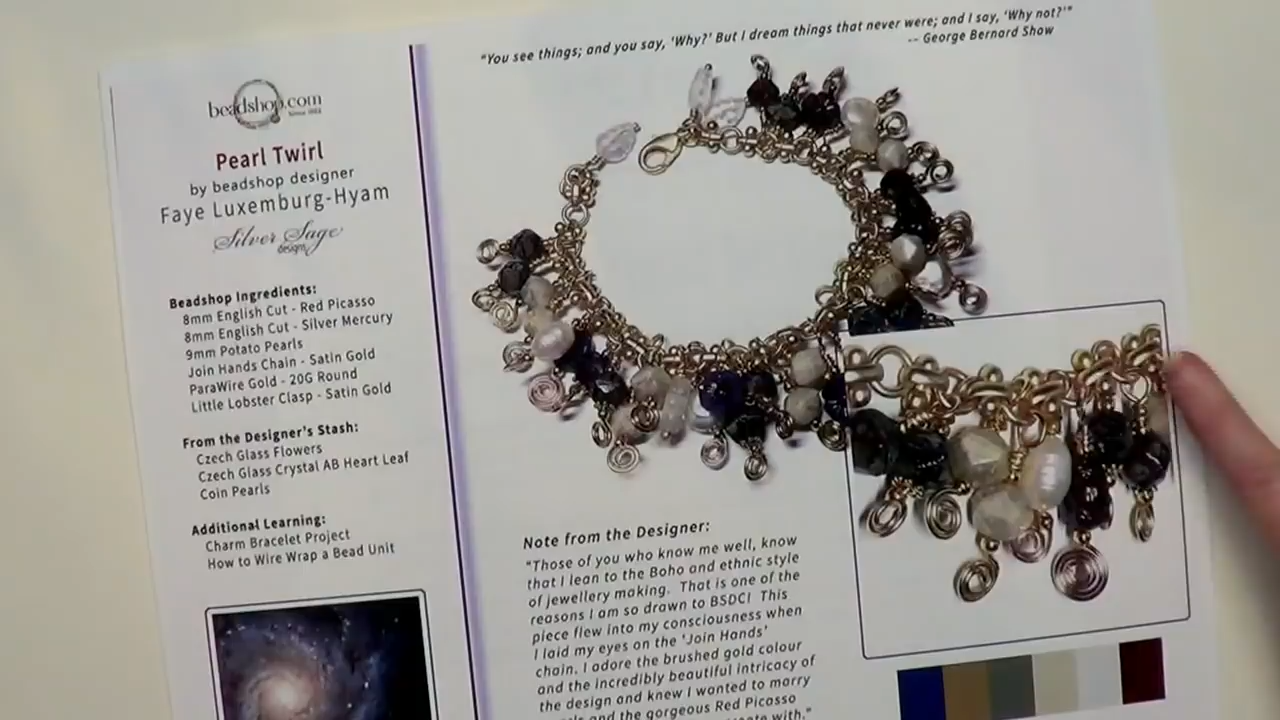 "You see things; and you say, 'Why?' But I dream things that never were; and I say, 'Why not?'"
-- George Bernard Show
beadshop.com
Pearl Twirl
by beadshop designer
Faye Luxemburg-Hyam
Silver Sage
designs
Beadshop Ingredients:
8mm English Cut - Red Picasso
8mm English Cut - Silver Mercury
9mm Potato Pearls
Join Hands Chain - Satin Gold
ParaWire Gold - 20G Round
Little Lobster Clasp - Satin Gold
From the Designer's Stash:
Czech Glass Flowers
Czech Glass Crystal AB Heart Leaf
Coin Pearls
Additional Learning:
Charm Bracelet Project
How to Wire Wrap a Bead Unit
Note from the Designer:
"Those of you who know me well, know
that I lean to the Boho and ethnic style
of jewellery making. That is one of the
reasons I am so drawn to BSDC! This
piece flew into my consciousness when
I laid my eyes on the 'Join Hands'
chain. I adore the brushed gold colour
and the incredibly beautiful intricacy of
the design and knew I wanted to marry
and the gorgeous Red Picasso
with."